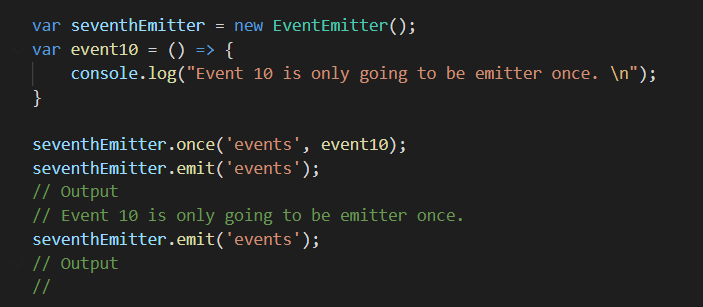 var seventhEmitter = new EventEmitter();
var event10 = () => {
    console.log("Event 10 is only going to be emitter once. \n");
}
seventhEmitter.once('events', event10);
seventhEmitter.emit('events');
// Output
// Event 10 is only going to be emitter once.
seventhEmitter.emit('events');
// Output
//